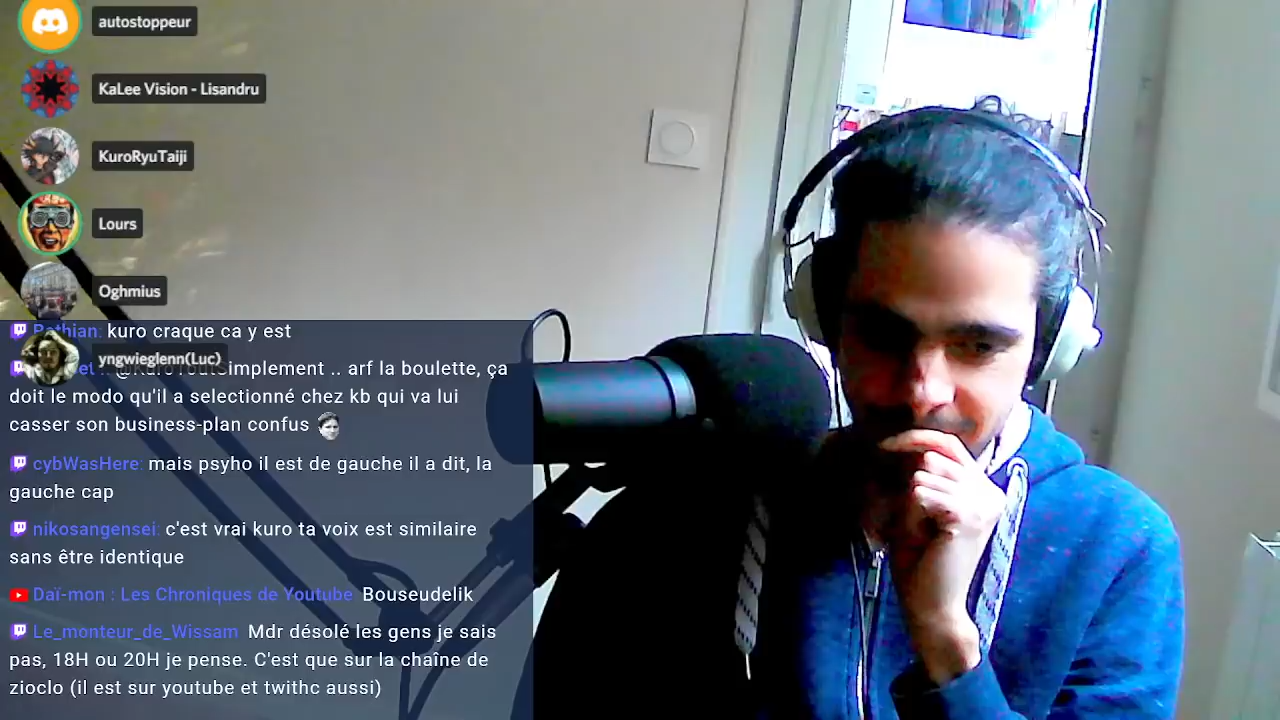 autostoppeur
KaLee Vision - Lisandru
KuroRyuTaiji
Lours
Oghmius
Pathian: kuro craque ca y est
yngwieglenn(Luc)
simplement .. arf la boulette, ça
doit le modo qu'il a selectionné chez kb qui va lui
casser son business-plan confus
cybWasHere: mais psyho il est de gauche il a dit, la
gauche cap
nikosangensei: c'est vrai kuro ta voix est similaire
sans être identique
Daï-mon : Les Chroniques de Youtube Bouseudelik
Le_monteur_de_Wissam Mdr désolé les gens je sais
pas, 18H ou 20H je pense. C'est que sur la chaîne de
zioclo (il est sur youtube et twithc aussi)